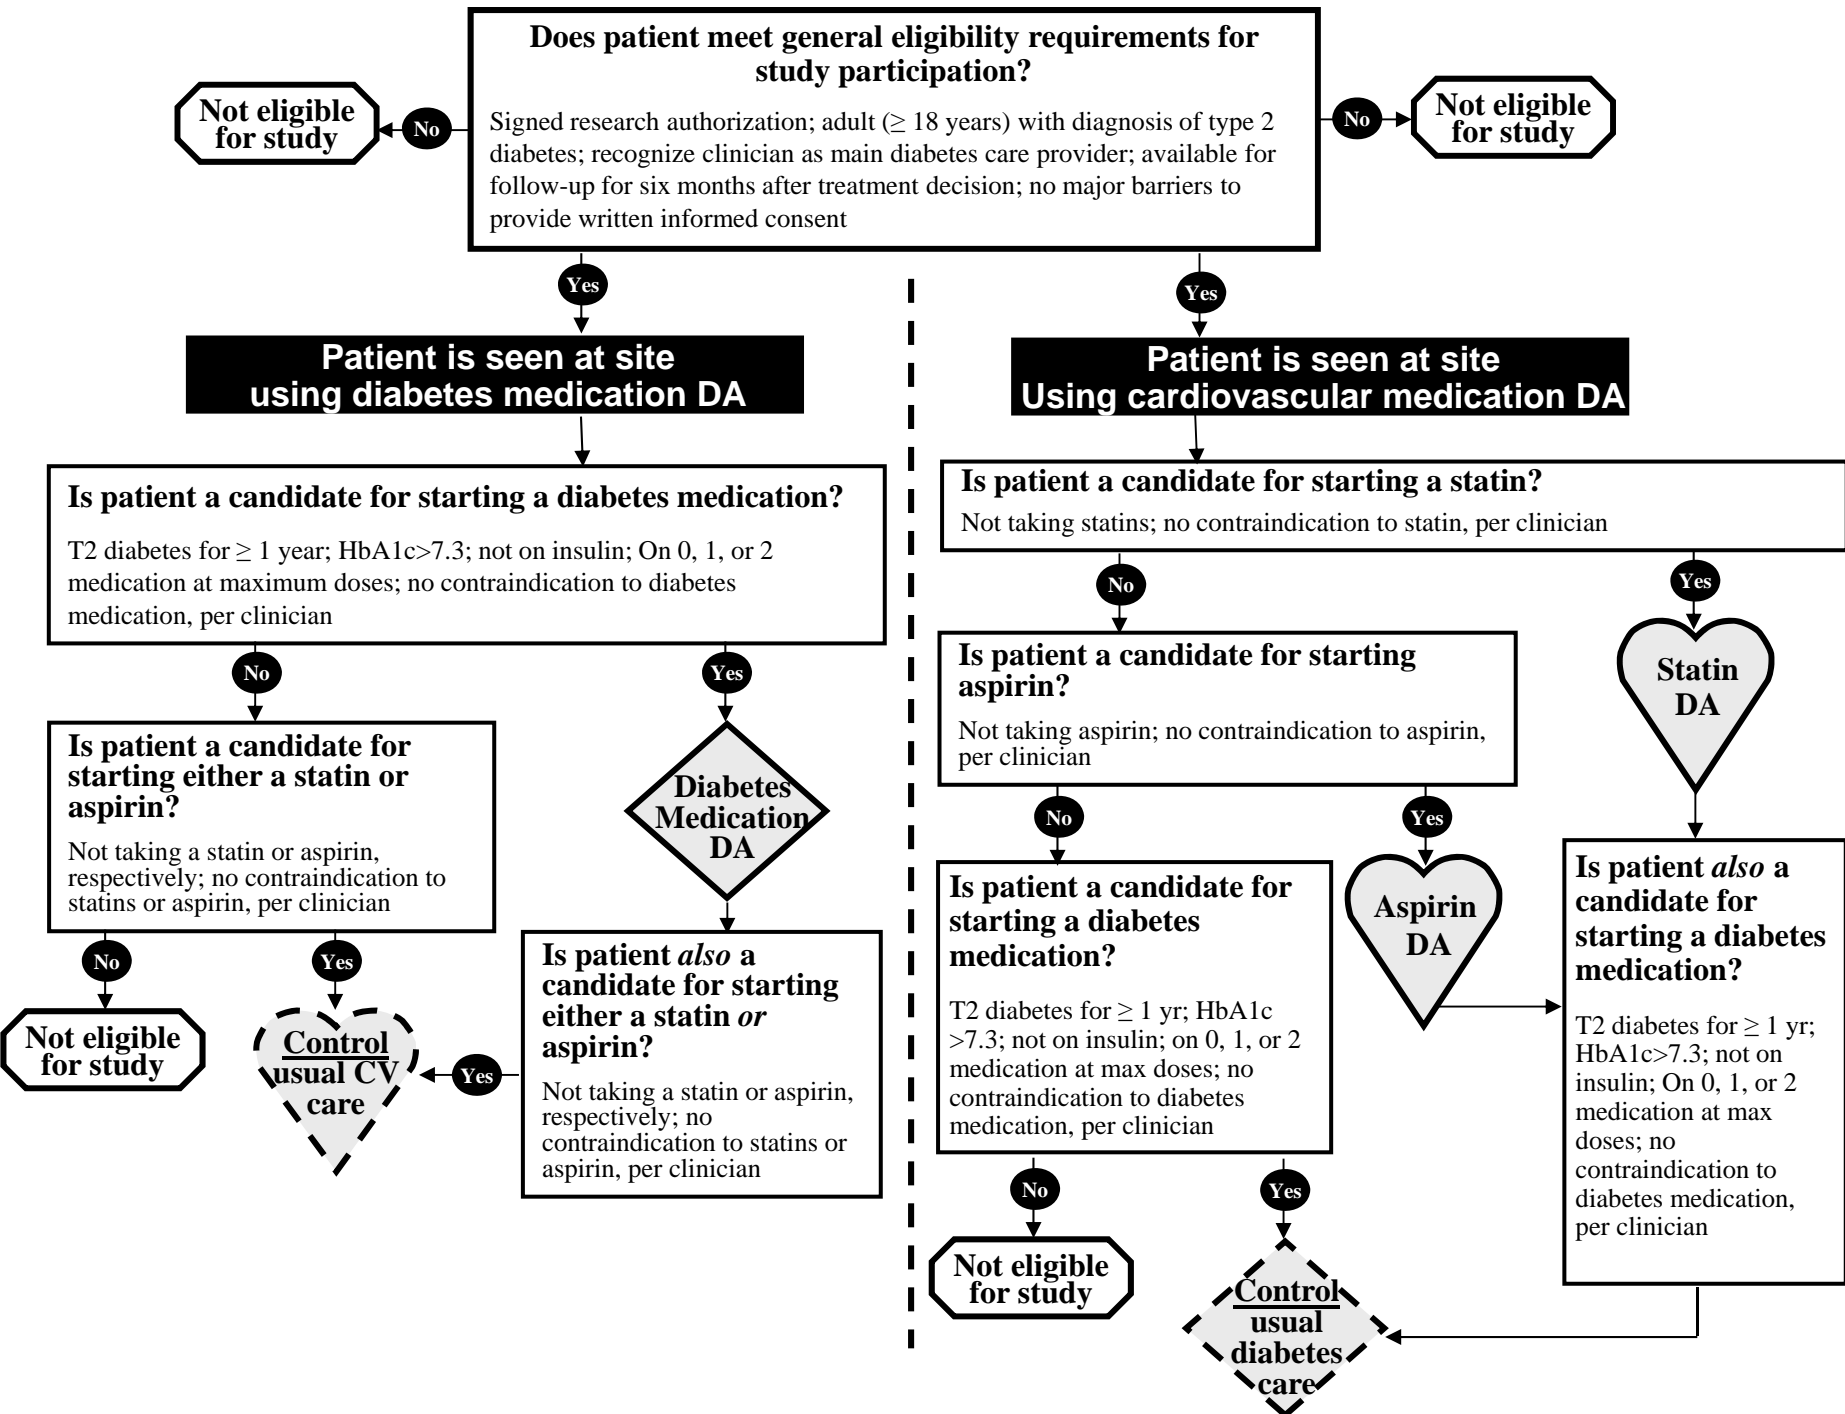 Does patient meet general eligibility requirements for
study participation?
Signed research authorization; adult (≥ 18 years) with diagnosis of type 2
diabetes; recognize clinician as main diabetes care provider; available for
follow-up for six months after treatment decision; no major barriers to
provide written informed consent
Not eligible
for study
No
No
Not eligible
for study
Yes
Yes
Patient is seen at site
using diabetes medication DA
Is patient a candidate for starting a diabetes medication?
T2 diabetes for ≥ 1 year; HbA1c>7.3; not on insulin; On 0, 1, or 2
medication at maximum doses; no contraindication to diabetes
medication, per clinician
No
Yes
Is patient a candidate for
starting either a statin or
aspirin?
Not taking a statin or aspirin,
respectively; no contraindication to
statins or aspirin, per clinician
Diabetes
Medication
DA
No
Yes
Not eligible
for study
Control
usual CV
care
Yes
Is patient also a
candidate for starting
either a statin or
aspirin?
Not taking a statin or aspirin,
respectively; no
contraindication to statins or
aspirin, per clinician
Patient is seen at site
Using cardiovascular medication DA
Is patient a candidate for starting a statin?
Not taking statins; no contraindication to statin, per clinician
No
Yes
Is patient a candidate for starting
aspirin?
Not taking aspirin; no contraindication to aspirin,
per clinician
Statin
DA
No
Yes
Is patient a candidate for
starting a diabetes
medication?
T2 diabetes for ≥ 1 yr; HbA1c
>7.3; not on insulin; on 0, 1, or 2
medication at max doses; no
contraindication to diabetes
medication, per clinician
Aspirin
DA
Is patient also a
candidate for
starting a diabetes
medication?
T2 diabetes for ≥ 1 yr;
HbA1c>7.3; not on
insulin; On 0, 1, or 2
medication at max
doses; no
contraindication to
diabetes medication,
per clinician
No
Yes
Not eligible
for study
Control
usual
diabetes
care